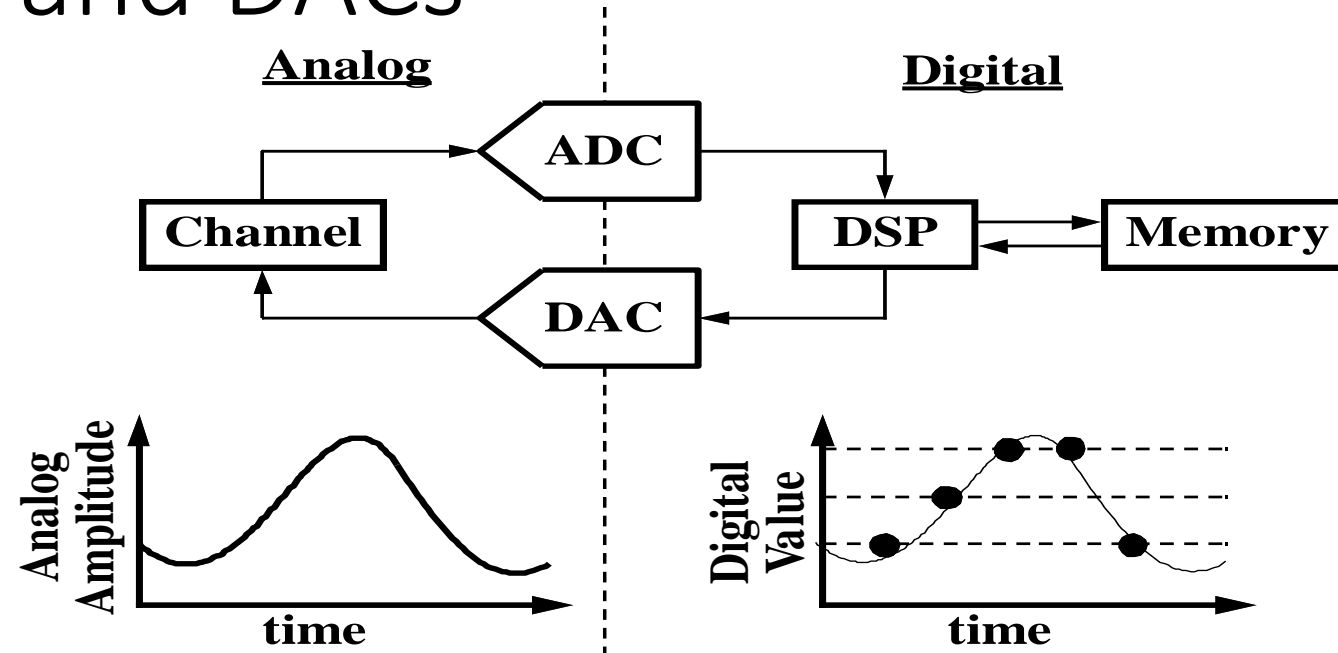 and DACs
Analog
Digital
ADC
Channel
DSP
Memory
DAC
Analog
Amplitude
time
Digital
Value
time